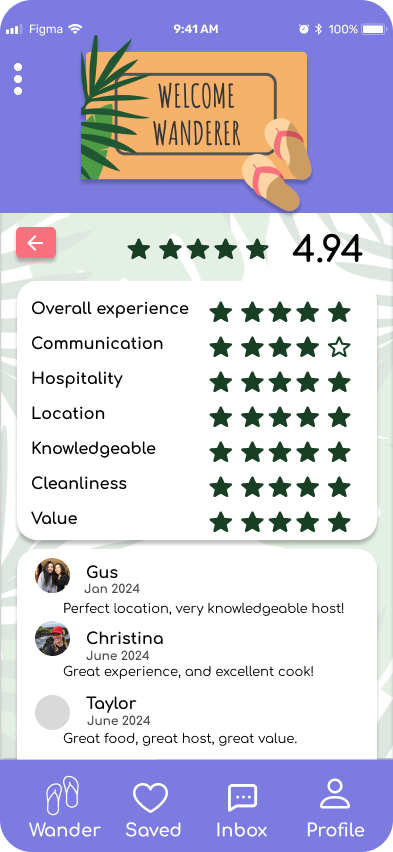 Figma 9:41 AM 100%
WELCOME
WANDERER
4.94
Overall experience
Communication
Hospitality
Location
Knowledgeable
Cleanliness
Value
Gus
Jan 2024
Perfect location, very knowledgeable host!
Christina
June 2024
Great experience, and excellent cook!
Taylor
June 2024
Great food, great host, great value.
Wander Saved Inbox Profile